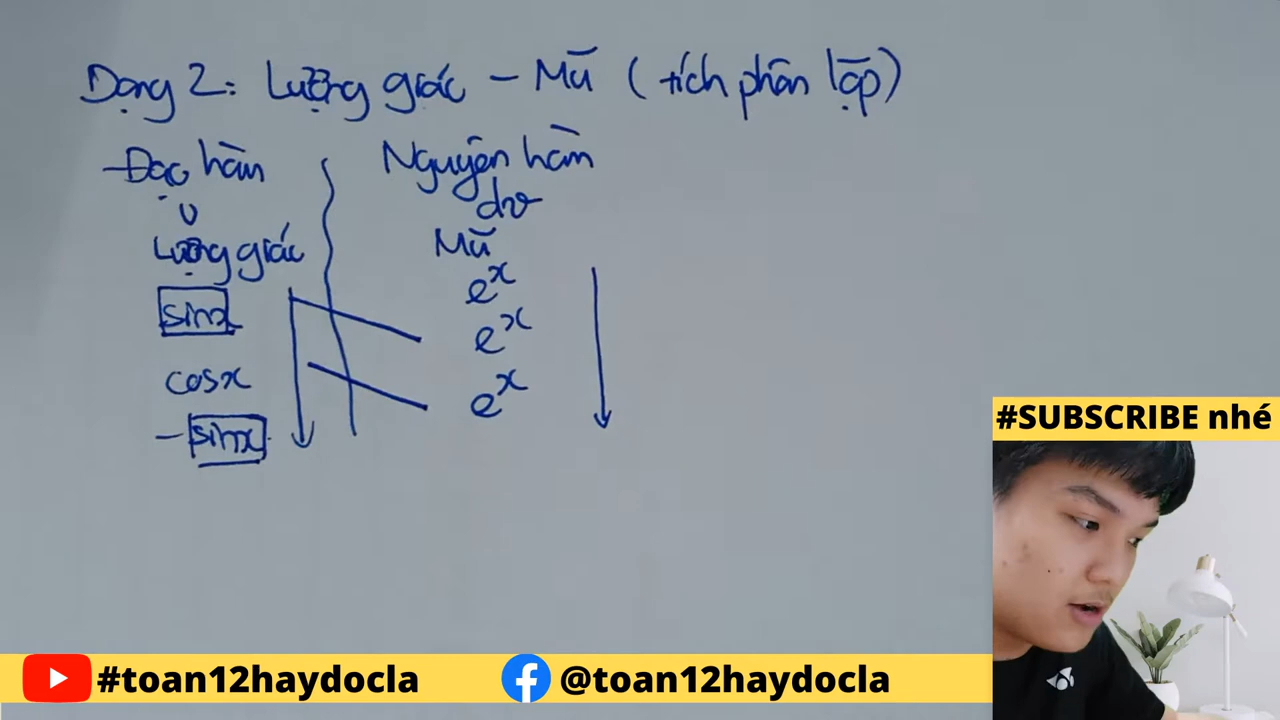 Dạng 2: Lượng giác - Mũ (tích phân lặp)
Đạo hàm Nguyên hàm
u dv
Lượng giác Mũ
sinx e^x
cosx e^x
- sinx e^x
#SUBSCRIBE nhé
#toan12haydocla @toan12haydocla